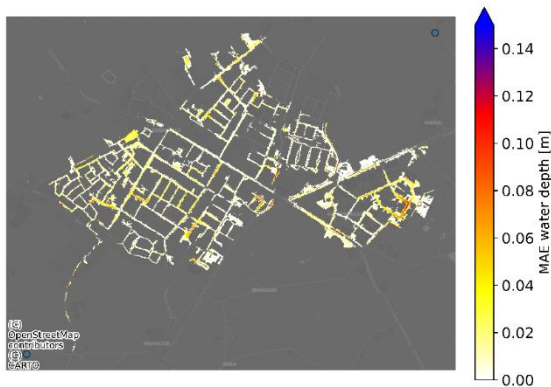 0.14
0.12
0.10
0.08
0.06
0.04
0.02
0.00
MAE water depth [m]
(C)
OpenStreetMap
contributors
(C)
CARTO